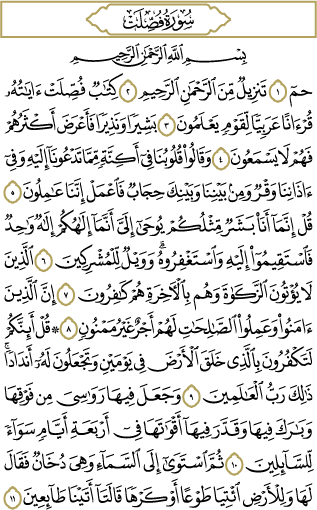 سُورَةُ فُصِّلَتْ
بِسْمِ ٱللَّهِ ٱلرَّحْمَٰنِ ٱلرَّحِيمِ
حمٓ ۝١ تَنزِيلٌ مِّنَ ٱلرَّحْمَٰنِ ٱلرَّحِيمِ ۝٢ كِتَٰبٌ فُصِّلَتْ ءَايَٰتُهُۥ
قُرْءَانًا عَرَبِيًّا لِّقَوْمٍ يَعْلَمُونَ ۝٣ بَشِيرًا وَنَذِيرًا فَأَعْرَضَ أَكْثَرُهُمْ
فَهُمْ لَا يَسْمَعُونَ ۝٤ وَقَالُوا۟ قُلُوبُنَا فِىٓ أَكِنَّةٍ مِّمَّا تَدْعُونَآ إِلَيْهِ وَفِىٓ
ءَاذَانِنَا وَقْرٌ وَمِنۢ بَيْنِنَا وَبَيْنِكَ حِجَابٌ فَٱعْمَلْ إِنَّنَا عَٰمِلُونَ ۝٥
قُلْ إِنَّمَآ أَنَا۠ بَشَرٌ مِّثْلُكُمْ يُوحَىٰٓ إِلَىَّ أَنَّمَآ إِلَٰهُكُمْ إِلَٰهٌ وَٰحِدٌ
فَٱسْتَقِيمُوٓا۟ إِلَيْهِ وَٱسْتَغْفِرُوهُ ۗ وَوَيْلٌ لِّلْمُشْرِكِينَ ۝٦ ٱلَّذِينَ
لَا يُؤْتُونَ ٱلزَّكَوٰةَ وَهُم بِٱلْءَاخِرَةِ هُمْ كَٰفِرُونَ ۝٧ إِنَّ ٱلَّذِينَ
ءَامَنُوا۟ وَعَمِلُوا۟ ٱلصَّٰلِحَٰتِ لَهُمْ أَجْرٌ غَيْرُ مَمْنُونٍ ۝٨ ۞ قُلْ أَئِنَّكُمْ
لَتَكْفُرُونَ بِٱلَّذِى خَلَقَ ٱلْأَرْضَ فِى يَوْمَيْنِ وَتَجْعَلُونَ لَهُۥٓ أَندَادًا ۚ
ذَٰلِكَ رَبُّ ٱلْعَٰلَمِينَ ۝٩ وَجَعَلَ فِيهَا رَوَٰسِىَ مِن فَوْقِهَا
وَبَٰرَكَ فِيهَا وَقَدَّرَ فِيهَآ أَقْوَٰتَهَا فِىٓ أَرْبَعَةِ أَيَّامٍ سَوَآءً
لِّلسَّآئِلِينَ ۝١٠ ثُمَّ ٱسْتَوَىٰٓ إِلَى ٱلسَّمَآءِ وَهِىَ دُخَانٌ فَقَالَ
لَهَا وَلِلْأَرْضِ ٱئْتِيَا طَوْعًا أَوْ كَرْهًا قَالَتَآ أَتَيْنَا طَآئِعِينَ ۝١١